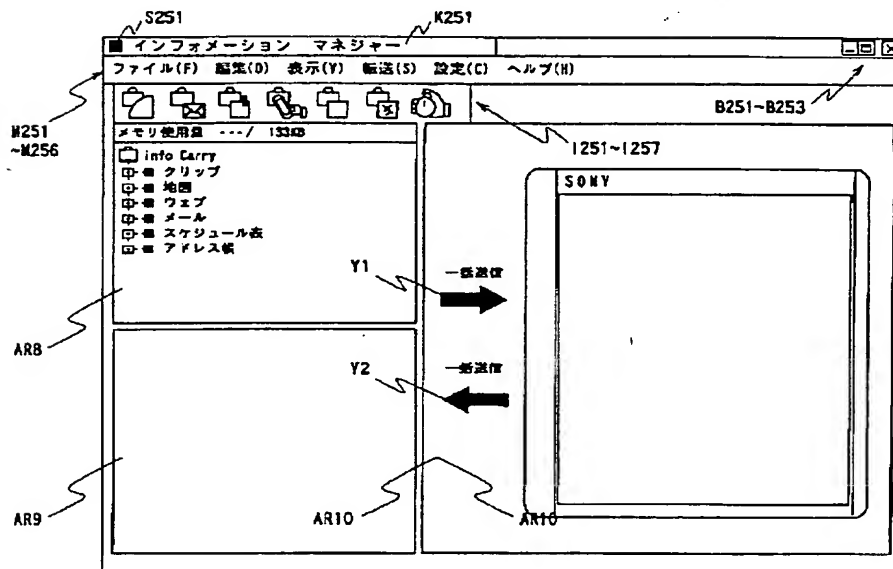 S251
K251
インフォメーション マネジャー
ファイル(F) 編集(D) 表示(V) 転送(S) 設定(C) ヘルプ(H)
B251~B253
M251
~M256
I251~I257
メモリ使用量 ---/ 133KB
info Carry
クリップ
地図
ウェブ
メール
スケジュール表
アドレス帳
SONY
Y1
一括送信
AR8
Y2
一括送信
AR9
AR10
AR10